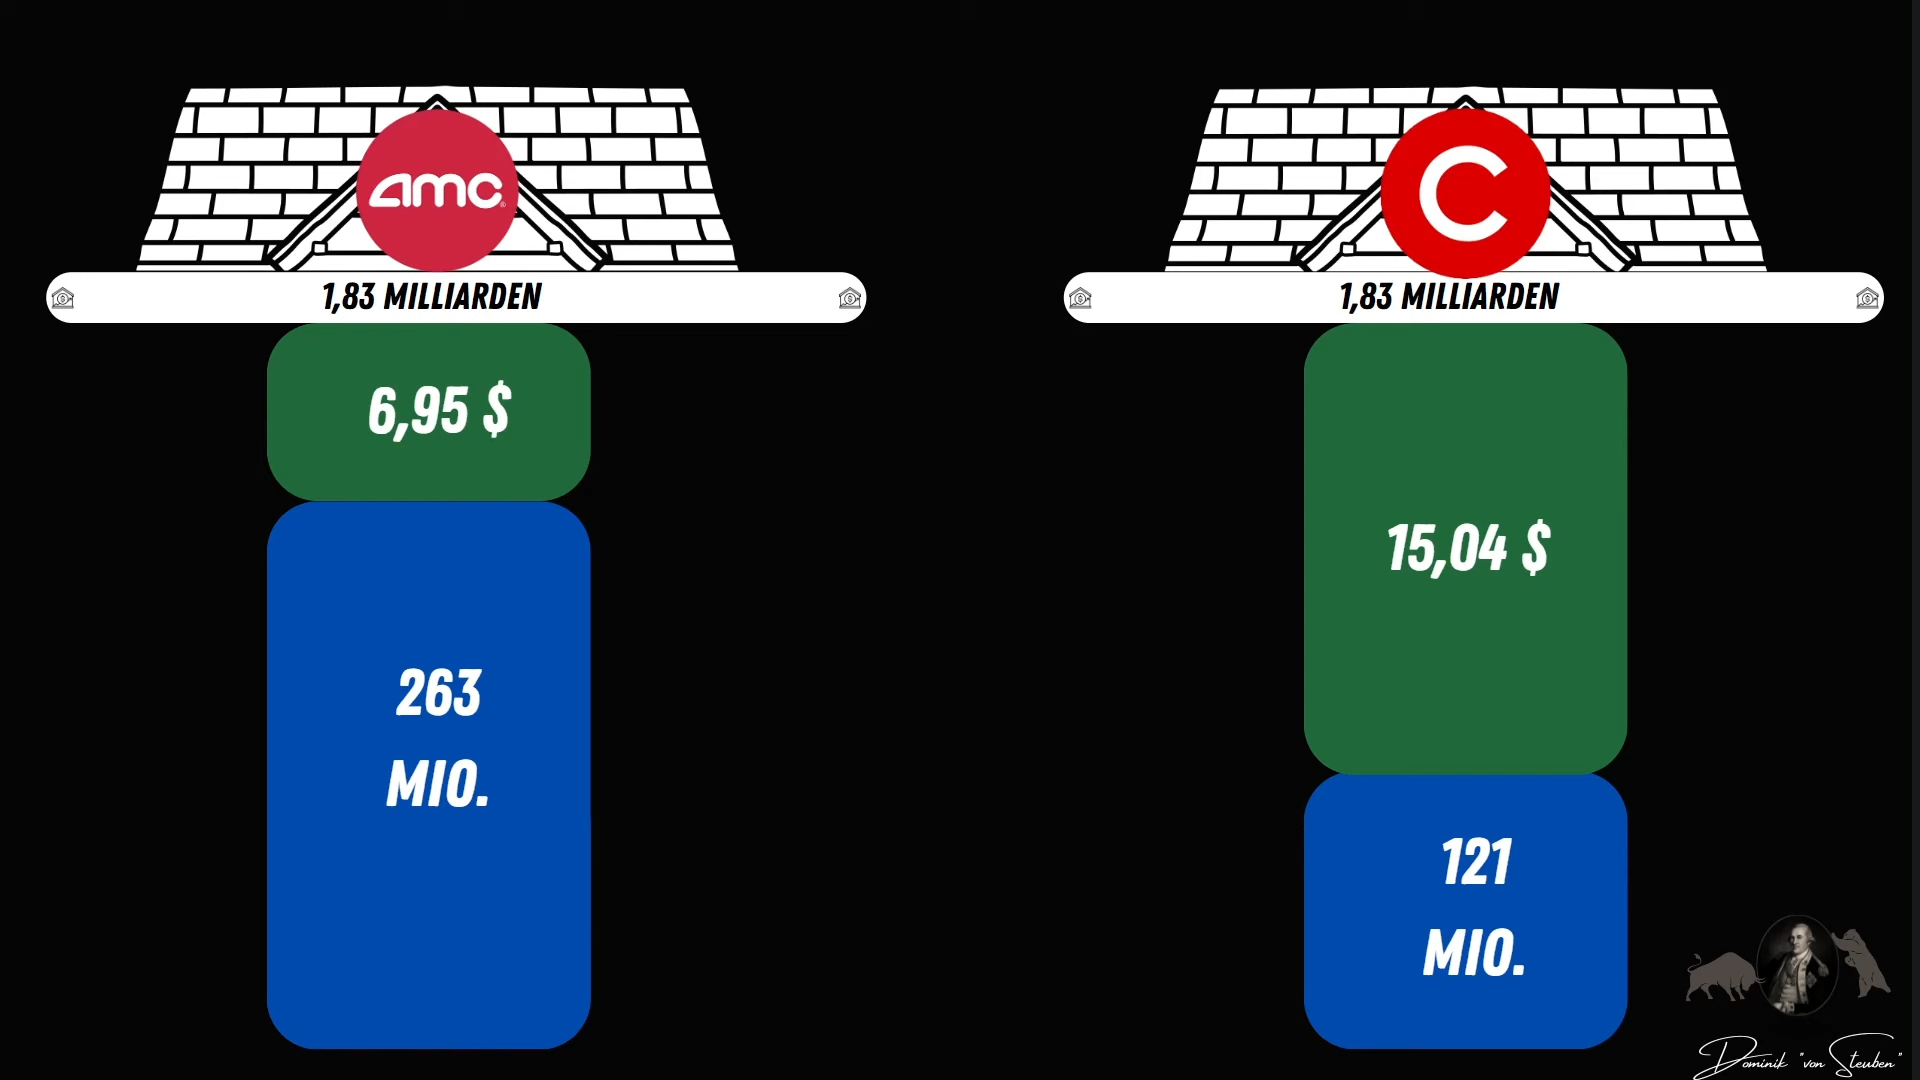 amc
C
1,83 MILLIARDEN
1,83 MILLIARDEN
6,95 $
15,04 $
263
MIO.
121
MIO.
Dominik "von Steuben"